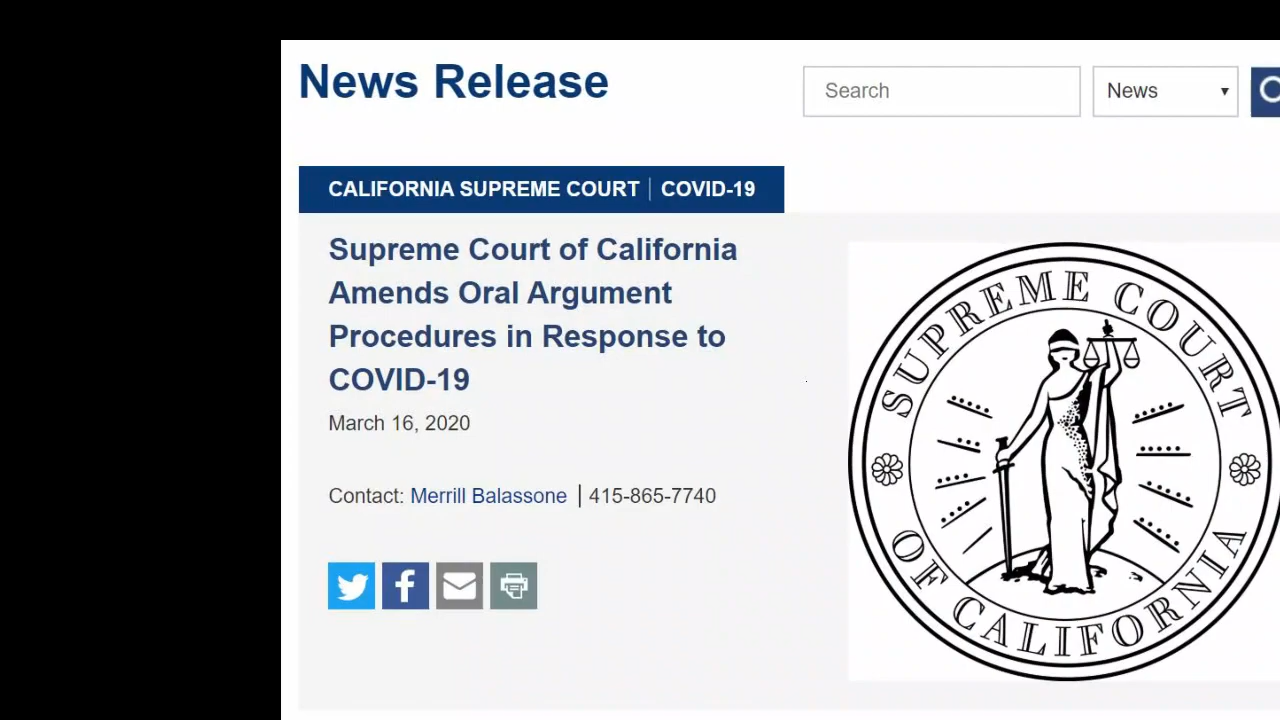 News Release
Search
News
CALIFORNIA SUPREME COURT | COVID-19
Supreme Court of California
Amends Oral Argument
Procedures in Response to
COVID-19
March 16, 2020
Contact: Merrill Balassone | 415-865-7740
SUPREME COURT
OF CALIFORNIA